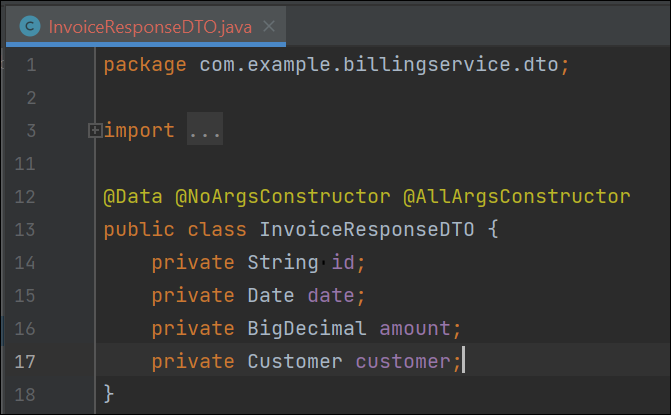 C InvoiceResponseDTO.java ×
1 package com.example.billingservice.dto;
2
3 import ...
11
12 @Data @NoArgsConstructor @AllArgsConstructor
13 public class InvoiceResponseDTO {
14 private String id;
15 private Date date;
16 private BigDecimal amount;
17 private Customer customer;
18 }